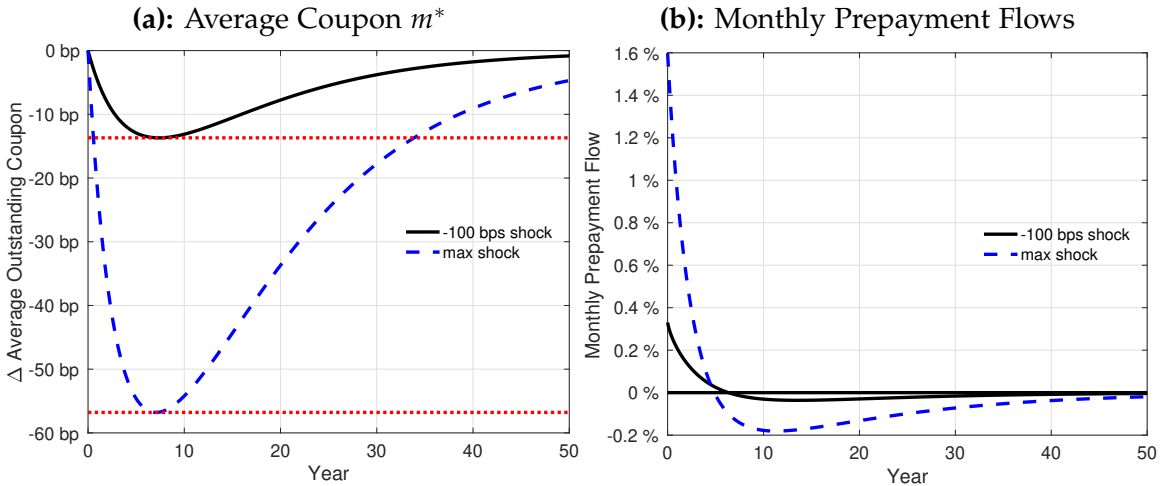 (a): Average Coupon m*
0 bp
-10 bp
-20 bp
-30 bp
-40 bp
-50 bp
-60 bp
Δ Average Outstanding Coupon
0 10 20 30 40 50
Year
-100 bps shock
max shock
(b): Monthly Prepayment Flows
1.6 %
1.4 %
1.2 %
1 %
0.8 %
0.6 %
0.4 %
0.2 %
0 %
-0.2 %
Monthly Prepayment Flow
0 10 20 30 40 50
Year
-100 bps shock
max shock